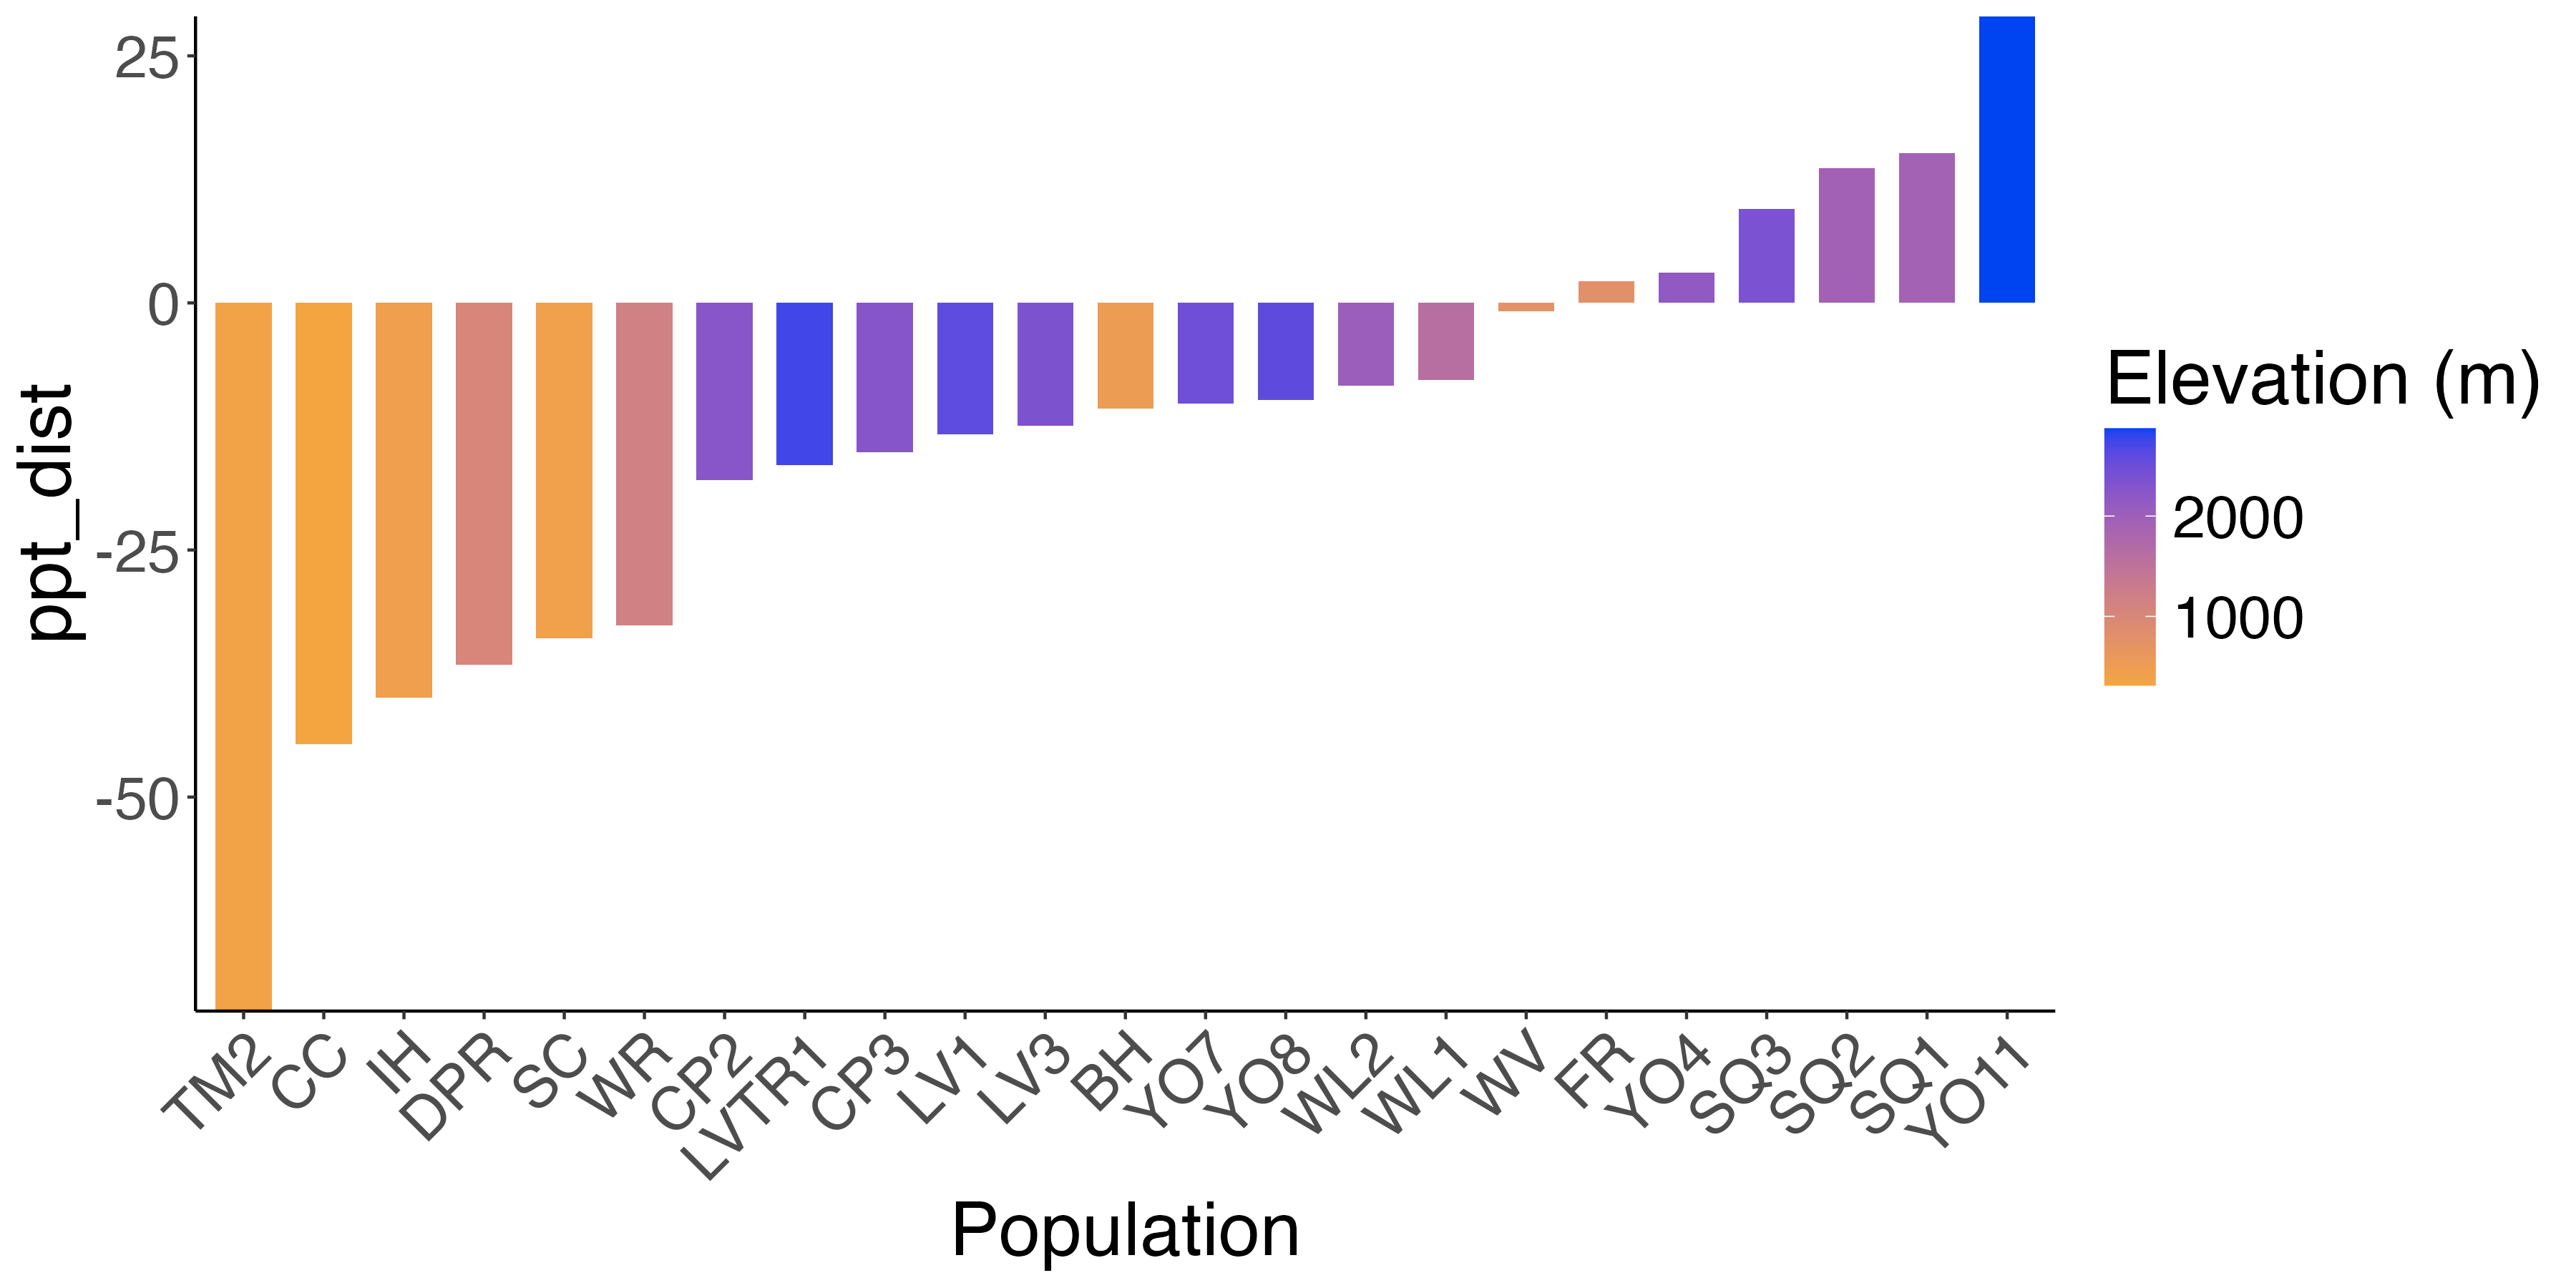 25
0
-25
-50
ppt_dist
TM2 CC IH DPR SC WR CP2 LVTR1 CP3 LV1 LV3 BH YO7 YO8 WL2 WL1 WV FR YO4 SQ3 SQ2 SQ1 YO11
Population
Elevation (m)
2000
1000